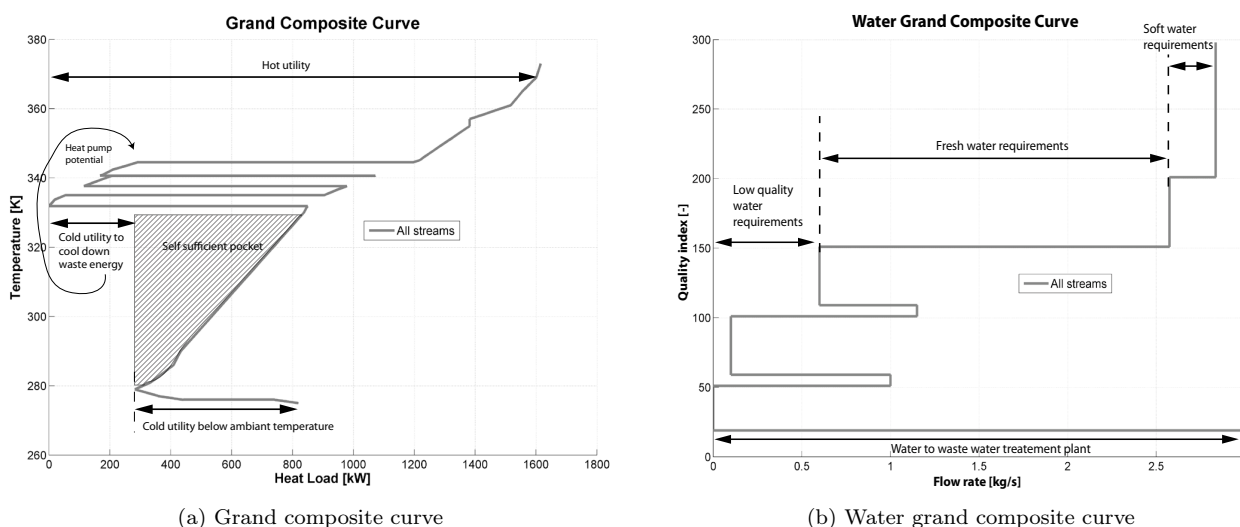 Grand Composite Curve
380
360
340
320
300
280
260
Temperature [K]
Hot utility
Heat pump
potential
Cold utility to
cool down
waste energy
Self sufficient pocket
All streams
Cold utility below ambiant temperature
0
200
400
600
800
1000
1200
1400
1600
1800
Heat Load [kW]
(a) Grand composite curve
Water Grand Composite Curve
300
250
200
150
100
50
0
Quality index [-]
Soft water
requirements
Fresh water requirements
Low quality
water
requirements
All streams
Water to waste water treatement plant
0
0.5
1
1.5
2
2.5
Flow rate [kg/s]
(b) Water grand composite curve